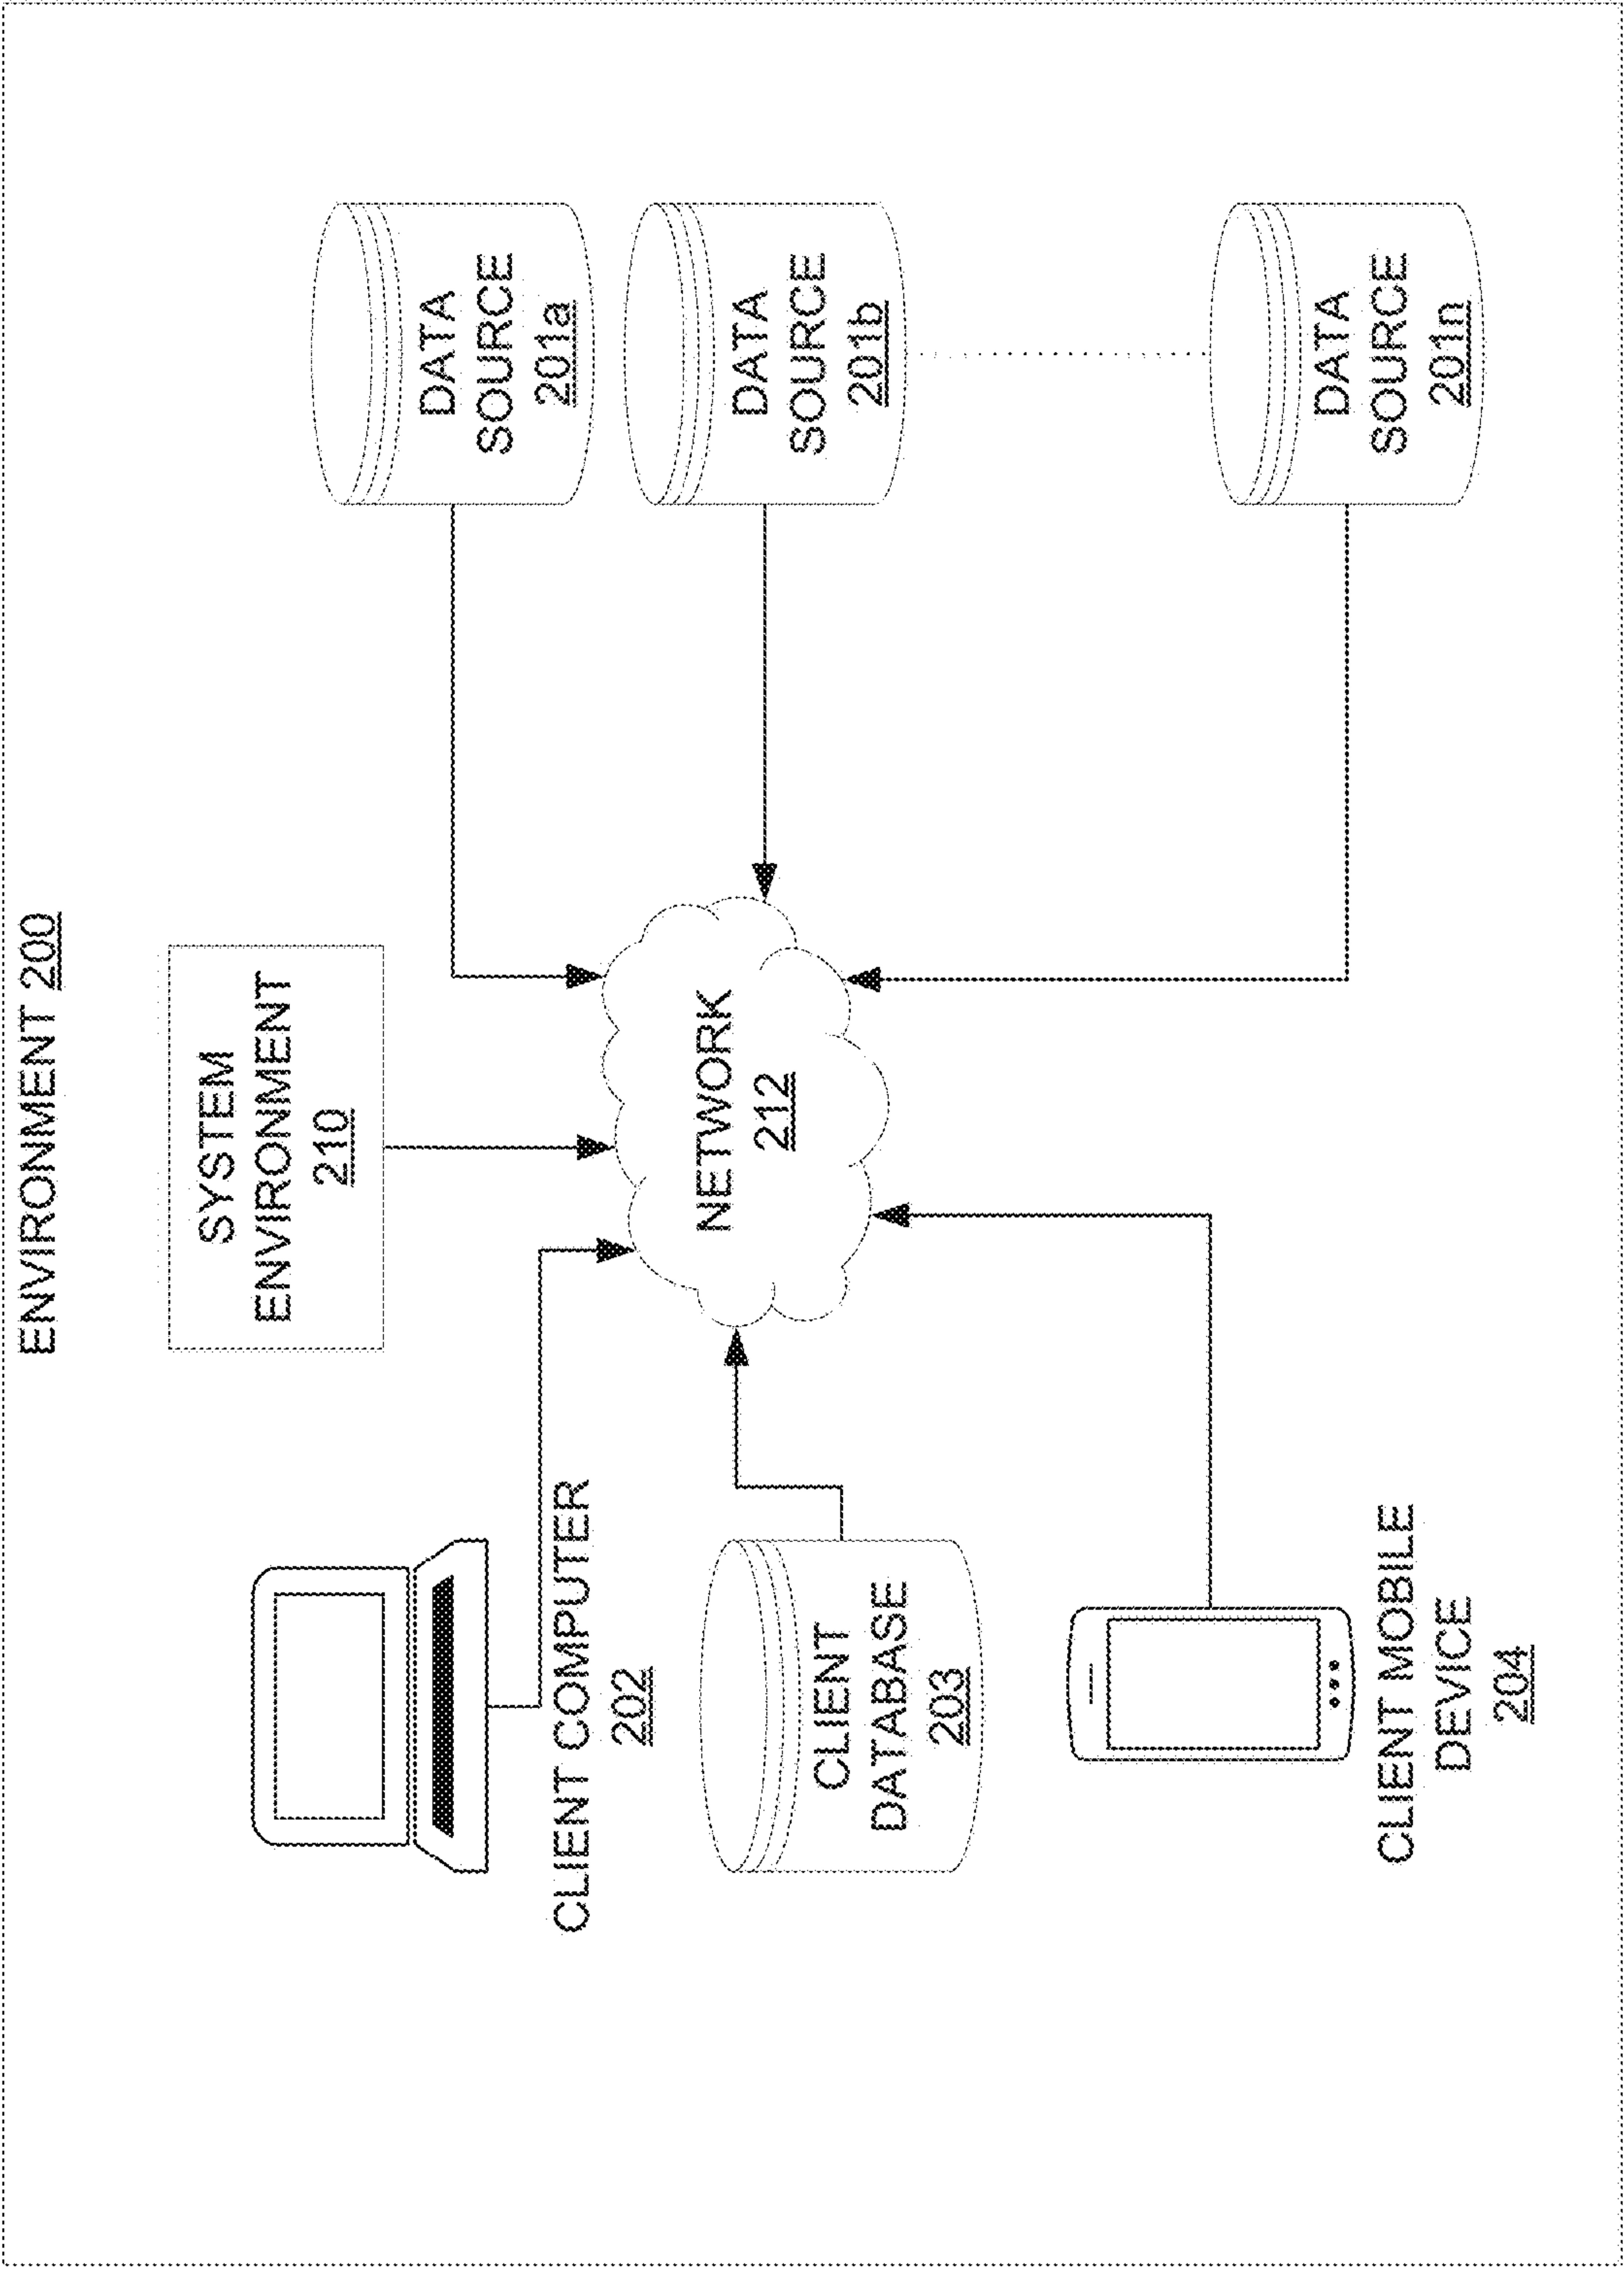 ENVIRONMENT 200
SYSTEM
ENVIRONMENT
210
CLIENT COMPUTER
202
CLIENT
DATABASE
203
CLIENT MOBILE
DEVICE
204
NETWORK
212
DATA
SOURCE
201a
DATA
SOURCE
201b
DATA
SOURCE
201n